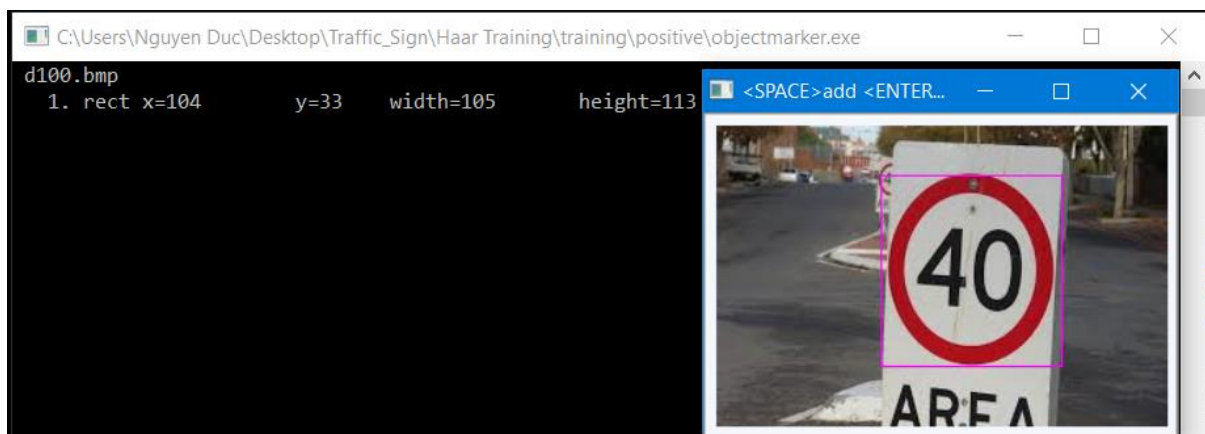 C:\Users\Nguyen Duc\Desktop\Traffic_Sign\Haar Training\training\positive\objectmarker.exe
d100.bmp
1. rect x=104 y=33 width=105 height=113
<SPACE>add <ENTER...
40
AREA